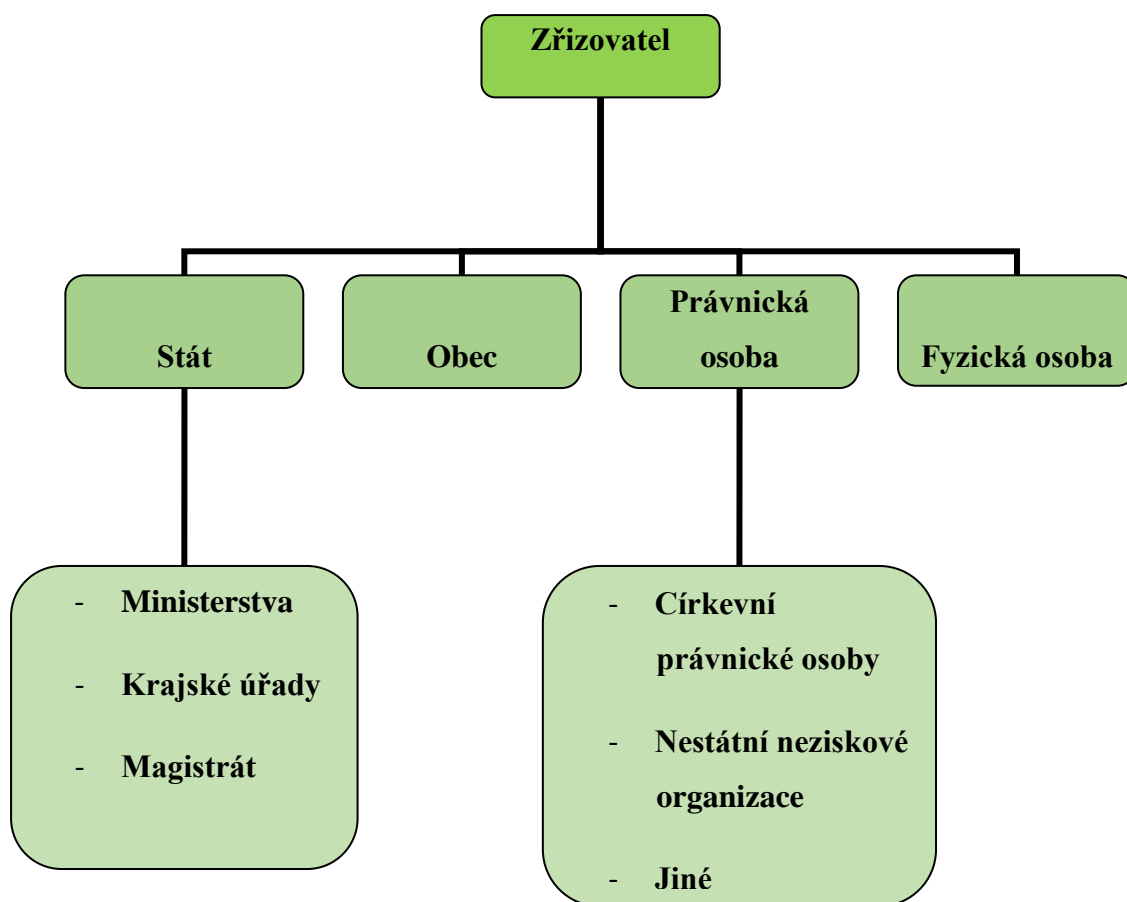 Zřizovatel
Stát
Obec
Právnická
osoba
Fyzická osoba
- Ministerstva
- Krajské úřady
- Magistrát
- Církevní
právnické osoby
- Nestátní neziskové
organizace
- Jiné